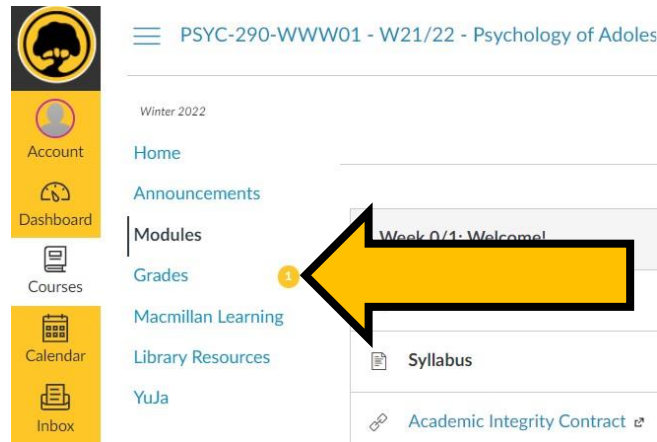 PSYC-290-WWW01 - W21/22 - Psychology of Adoles
Winter 2022
Account
Dashboard
Courses
Calendar
Inbox
Home
Announcements
Modules
Grades 1
Macmillan Learning
Library Resources
YuJa
Week 0/1: Welcome!
Syllabus
Academic Integrity Contract